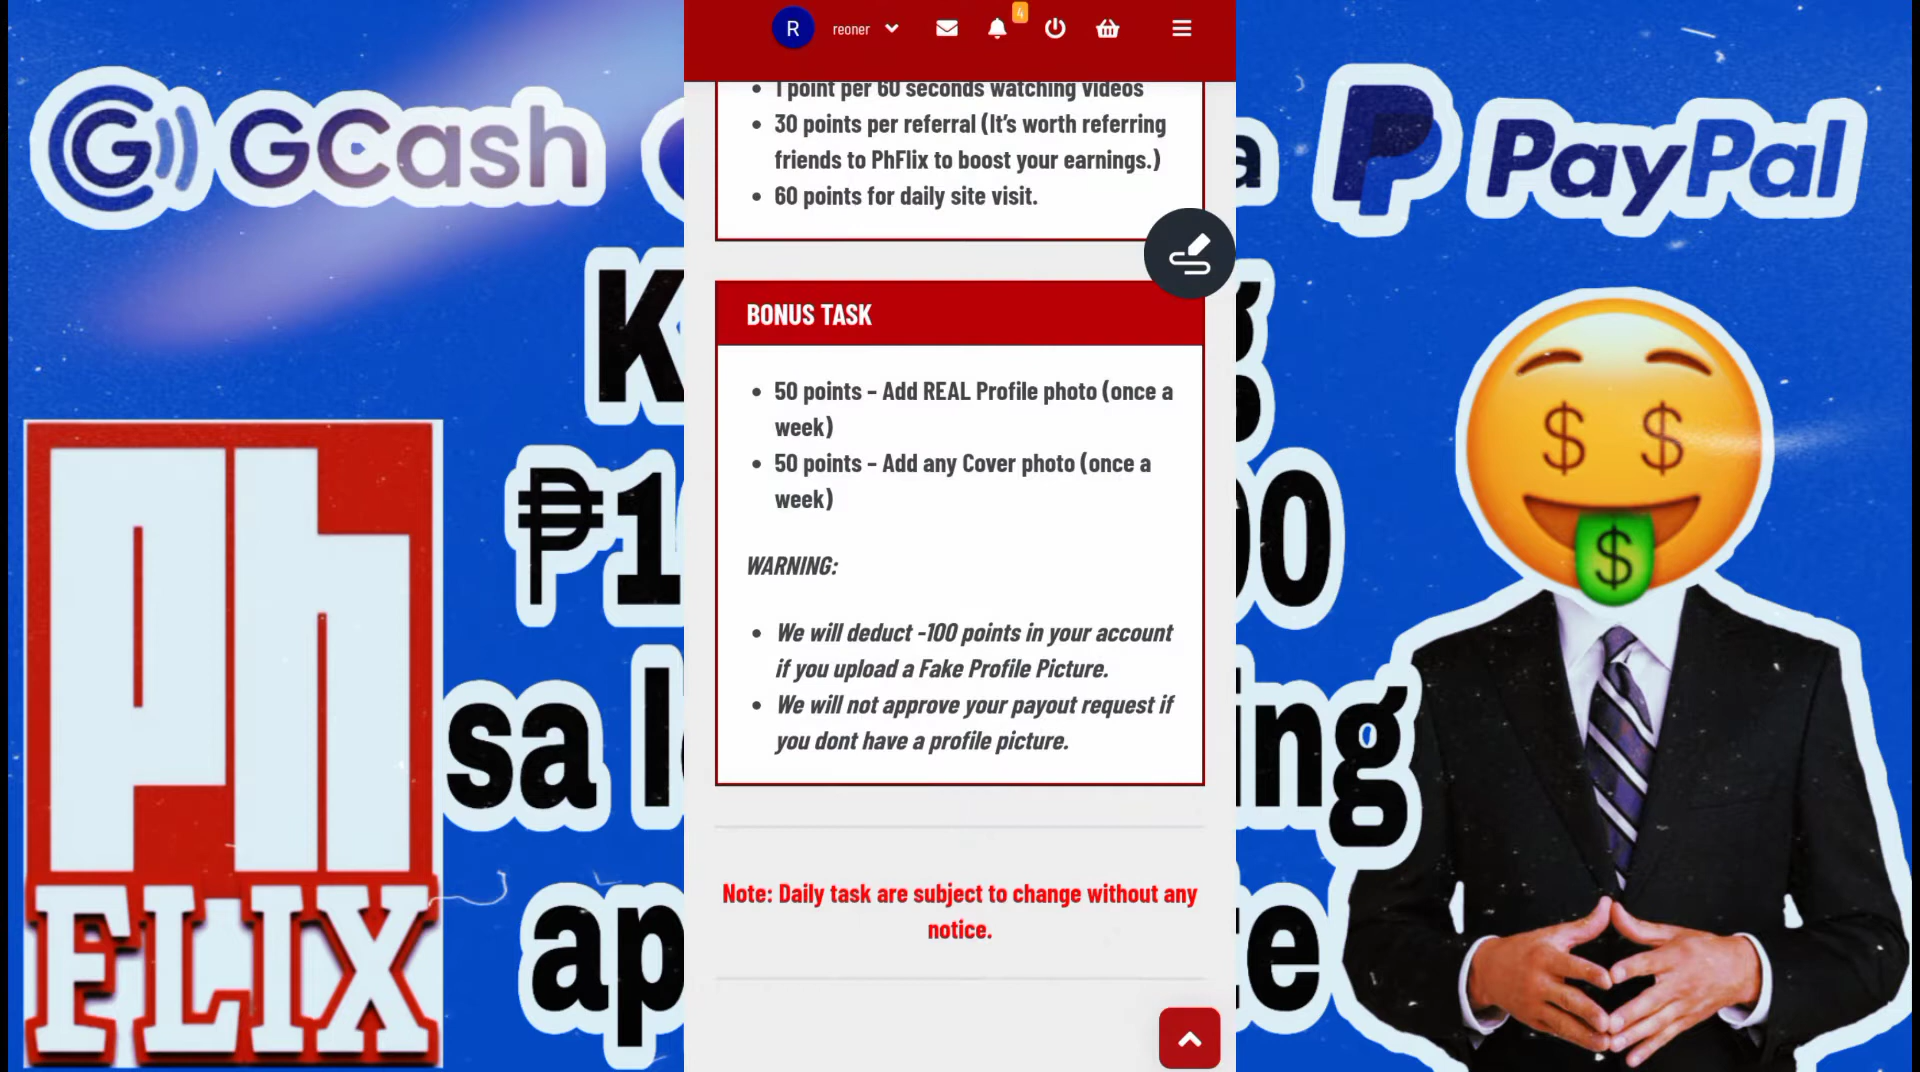 R reoner 4
1 point per 60 seconds watching videos
30 points per referral (It's worth referring
friends to PhFlix to boost your earnings.)
60 points for daily site visit.
BONUS TASK
50 points – Add REAL Profile photo (once a
week)
50 points – Add any Cover photo (once a
week)
WARNING:
We will deduct -100 points in your account
if you upload a Fake Profile Picture.
We will not approve your payout request if
you dont have a profile picture.
Note: Daily task are subject to change without any
notice.
GCash
PayPal
₱1
sa
Ph
FLIX